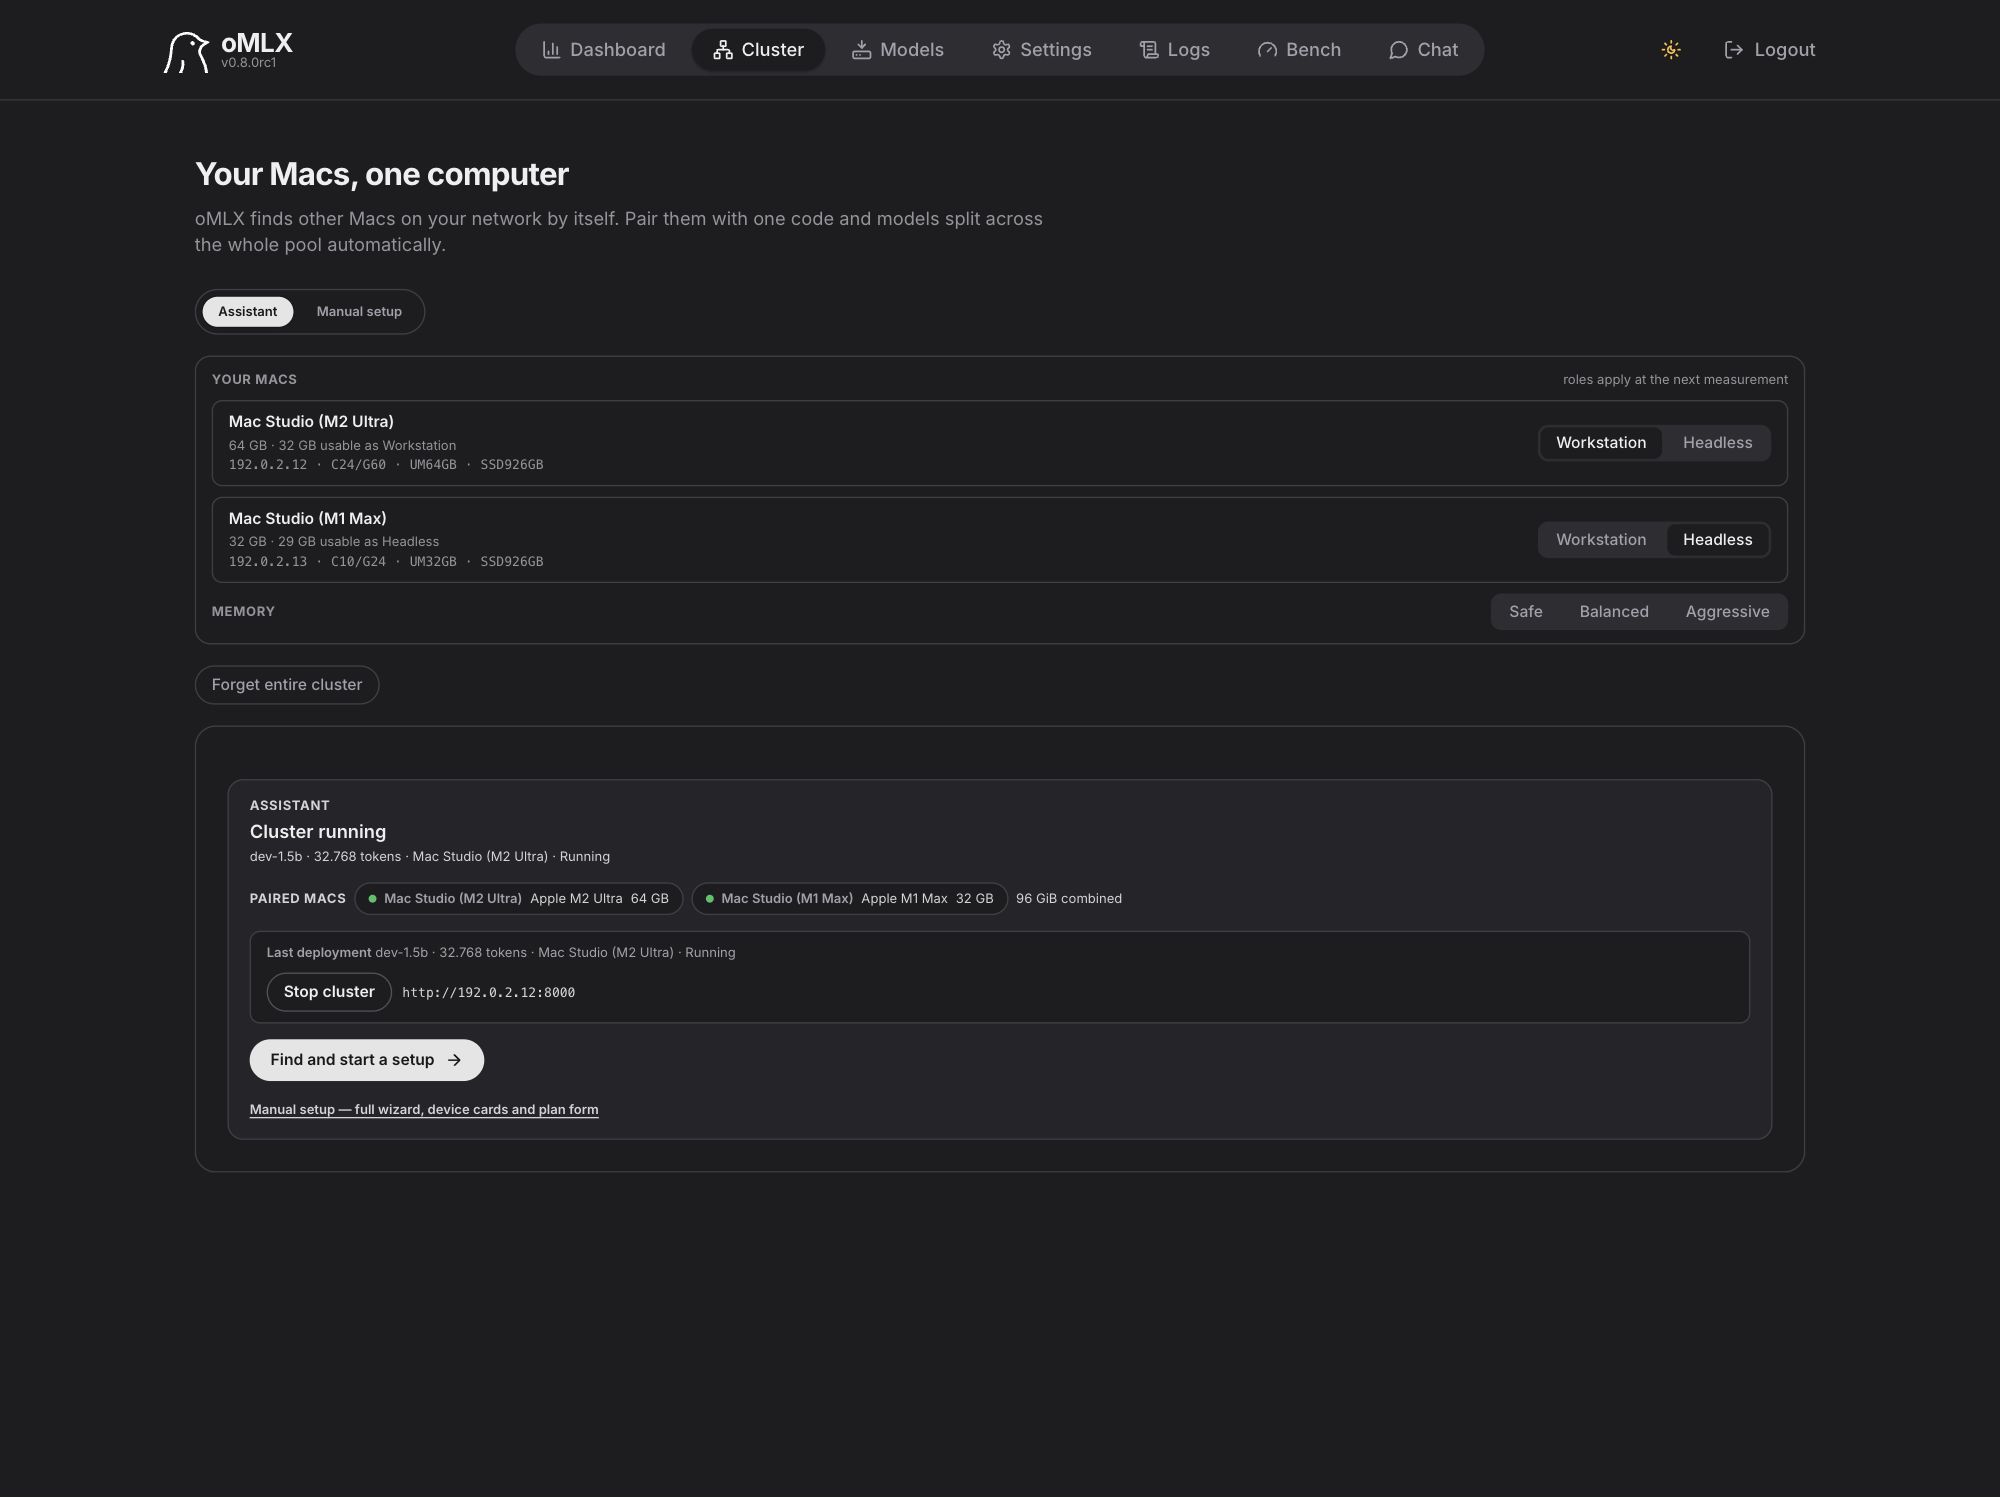 oMLX
v0.8.0rc1
Dashboard
Cluster
Models
Settings
Logs
Bench
Chat
Logout
Your Macs, one computer
oMLX finds other Macs on your network by itself. Pair them with one code and models split across
the whole pool automatically.
Assistant
Manual setup
YOUR MACS
roles apply at the next measurement
Mac Studio (M2 Ultra)
64 GB · 32 GB usable as Workstation
192.0.2.12 · C24/G60 · UM64GB · SSD926GB
Workstation
Headless
Mac Studio (M1 Max)
32 GB · 29 GB usable as Headless
192.0.2.13 · C10/G24 · UM32GB · SSD926GB
Workstation
Headless
MEMORY
Safe
Balanced
Aggressive
Forget entire cluster
ASSISTANT
Cluster running
dev-1.5b · 32.768 tokens · Mac Studio (M2 Ultra) · Running
PAIRED MACS
Mac Studio (M2 Ultra) Apple M2 Ultra 64 GB
Mac Studio (M1 Max) Apple M1 Max 32 GB
96 GiB combined
Last deployment dev-1.5b · 32.768 tokens · Mac Studio (M2 Ultra) · Running
Stop cluster
http://192.0.2.12:8000
Find and start a setup →
Manual setup — full wizard, device cards and plan form